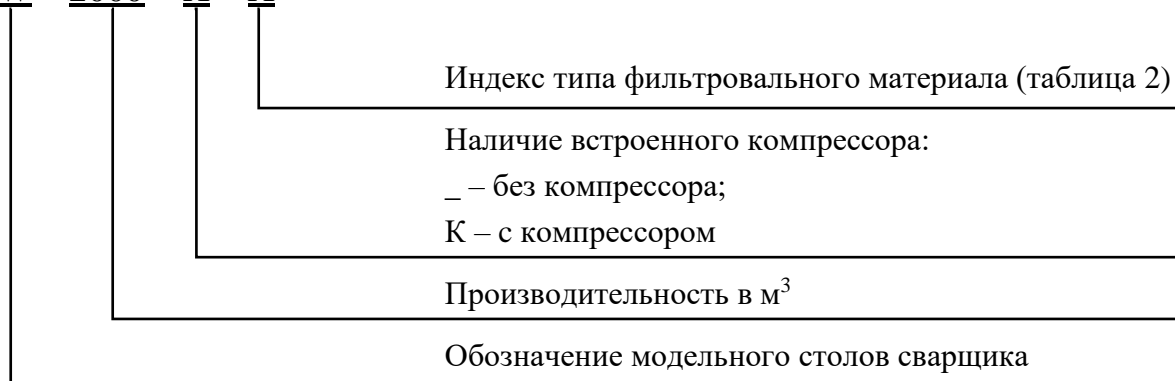 Индекс типа фильтровального материала (таблица 2)
Наличие встроенного компрессора:
_ – без компрессора;
К – с компрессором
Производительность в м³
Обозначение модельного столов сварщика